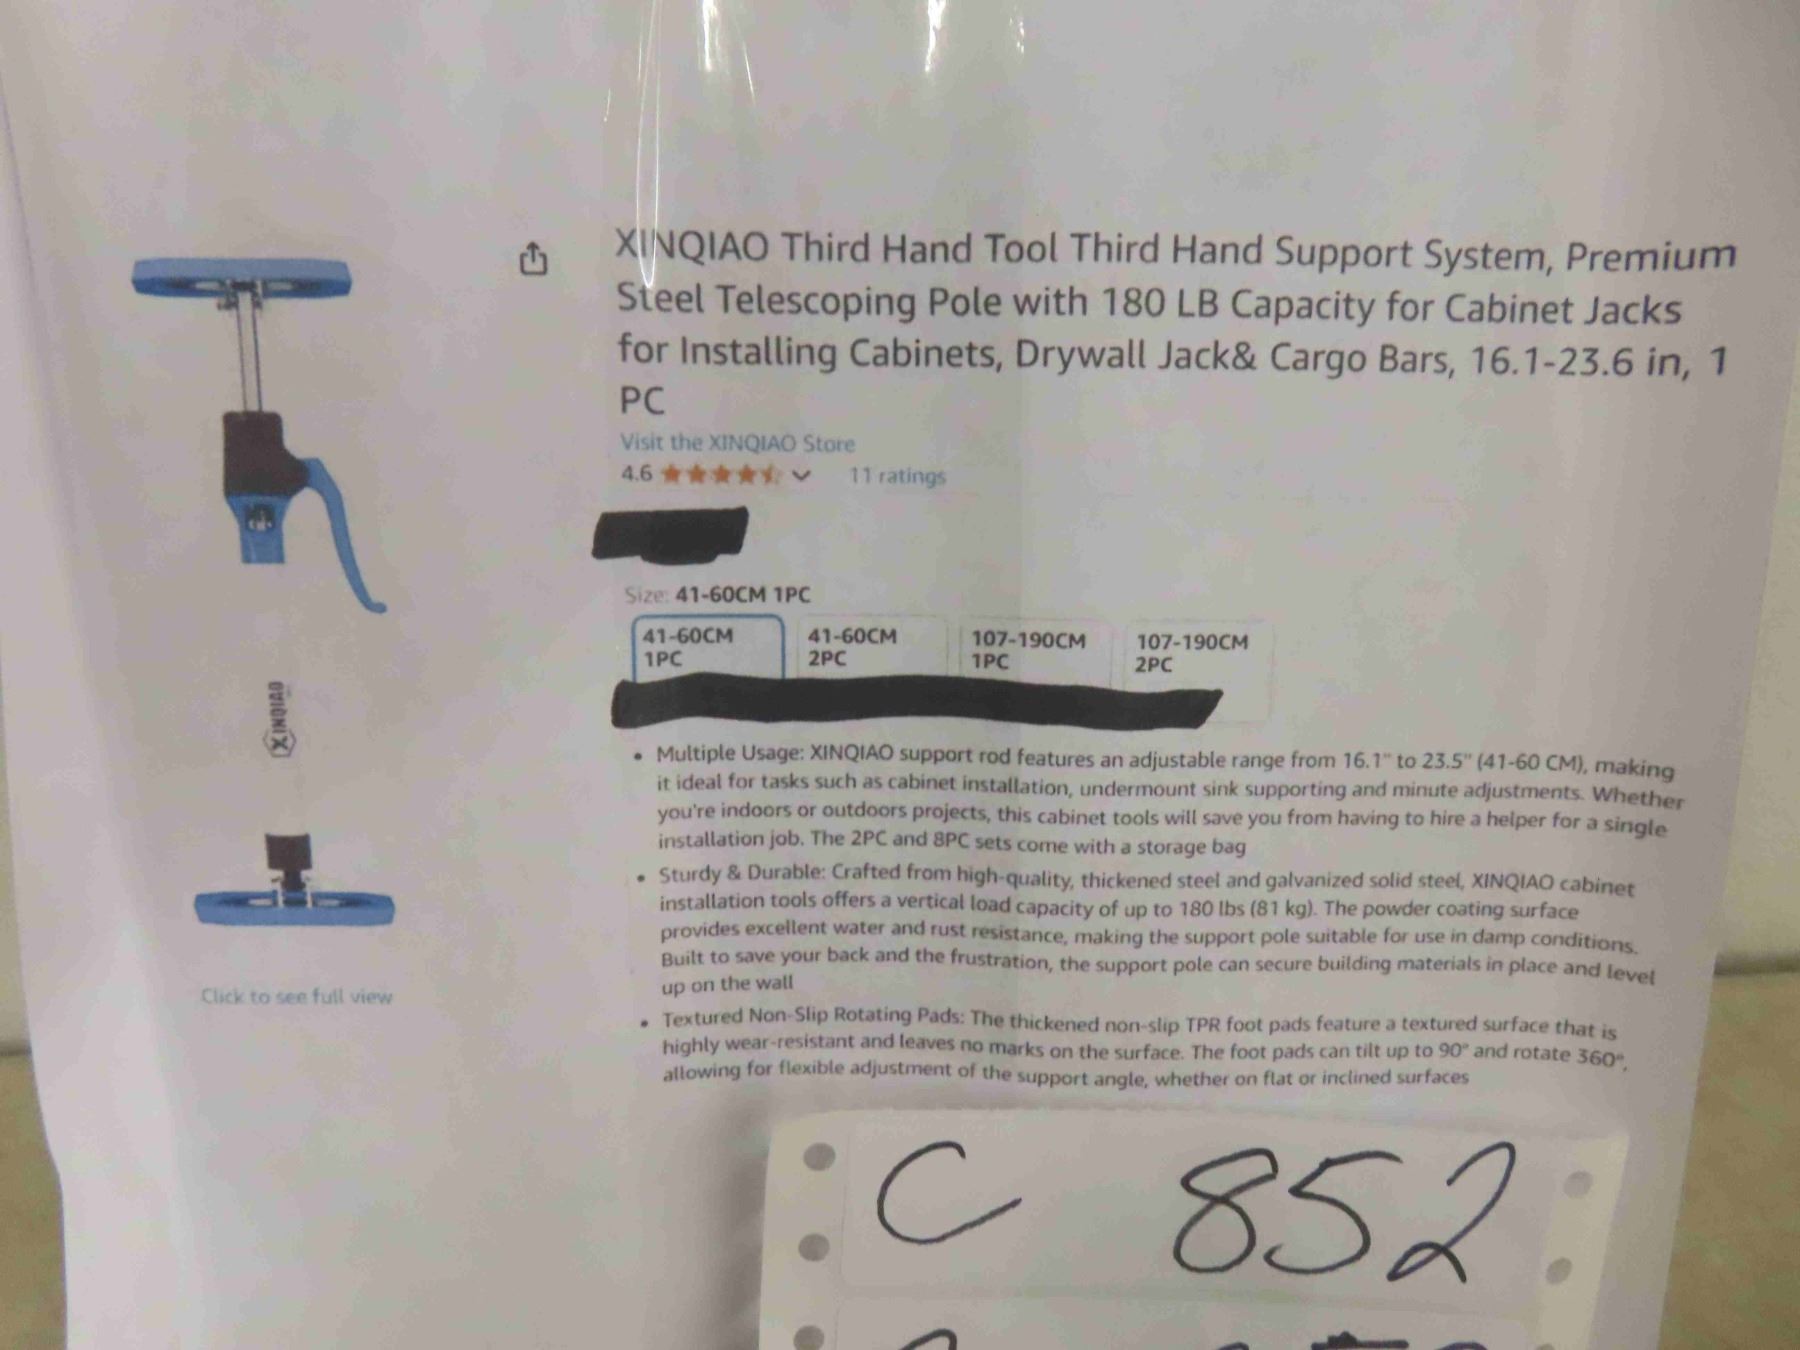 XINQIAO Third Hand Tool Third Hand Support System, Premium
Steel Telescoping Pole with 180 LB Capacity for Cabinet Jacks
for Installing Cabinets, Drywall Jack& Cargo Bars, 16.1-23.6 in, 1
PC
Visit the XINQIAO Store
4.6 11 ratings
Size: 41-60CM 1PC
41-60CM 41-60CM 107-190CM 107-190CM
1PC 2PC 1PC 2PC
XINQIAO
• Multiple Usage: XINQIAO support rod features an adjustable range from 16.1" to 23.5" (41-60 CM), making
it ideal for tasks such as cabinet installation, undermount sink supporting and minute adjustments. Whether
you're indoors or outdoors projects, this cabinet tools will save you from having to hire a helper for a single
installation job. The 2PC and 8PC sets come with a storage bag
• Sturdy & Durable: Crafted from high-quality, thickened steel and galvanized solid steel, XINQIAO cabinet
installation tools offers a vertical load capacity of up to 180 lbs (81 kg). The powder coating surface
provides excellent water and rust resistance, making the support pole suitable for use in damp conditions.
Built to save your back and the frustration, the support pole can secure building materials in place and level
up on the wall
Click to see full view
• Textured Non-Slip Rotating Pads: The thickened non-slip TPR foot pads feature a textured surface that is
highly wear-resistant and leaves no marks on the surface. The foot pads can tilt up to 90° and rotate 360°,
allowing for flexible adjustment of the support angle, whether on flat or inclined surfaces
C 852